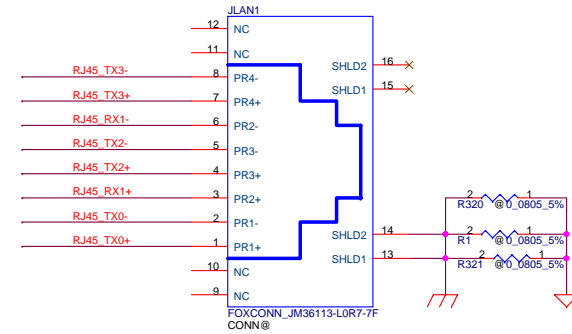 JLAN1
12 NC
11 NC
RJ45_TX3- 8 PR4- SHLD2 16
RJ45_TX3+ 7 PR4+ SHLD1 15
RJ45_RX1- 6 PR2-
RJ45_TX2- 5 PR3-
RJ45_TX2+ 4 PR3+
RJ45_RX1+ 3 PR2+ 2 1
R320 @0_0805_5%
RJ45_TX0- 2 PR1- SHLD2 14 2 1
R1 @0_0805_5%
RJ45_TX0+ 1 PR1+ SHLD1 13 2 1
R321 @0_0805_5%
10 NC
9 NC
FOXCONN_JM36113-L0R7-7F
CONN@